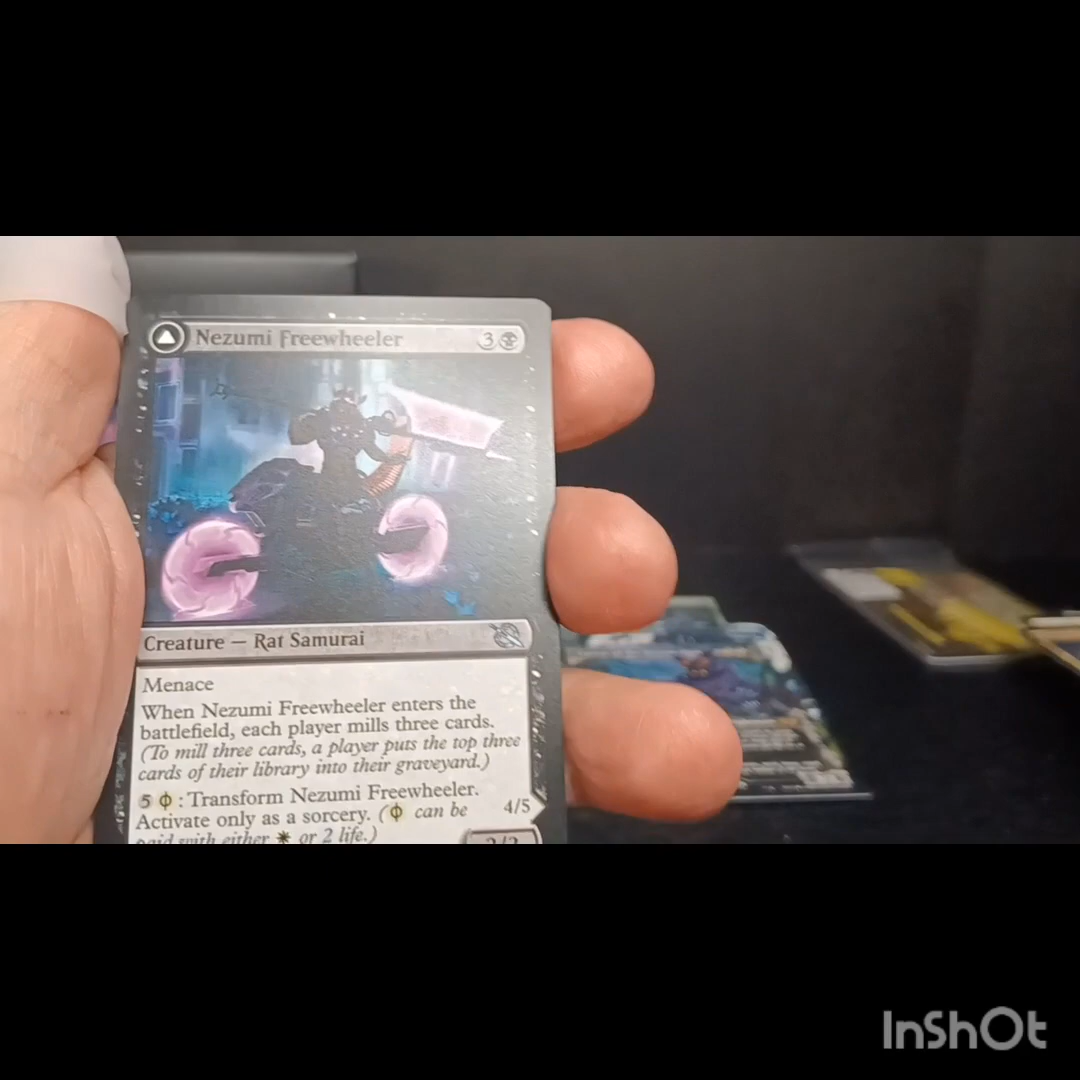 Nezumi Freewheeler 3
Creature — Rat Samurai
Menace
When Nezumi Freewheeler enters the
battlefield, each player mills three cards.
(To mill three cards, a player puts the top three
cards of their library into their graveyard.)
5 : Transform Nezumi Freewheeler.
Activate only as a sorcery. ( can be
paid with either or 2 life.)
4/5
InShOt